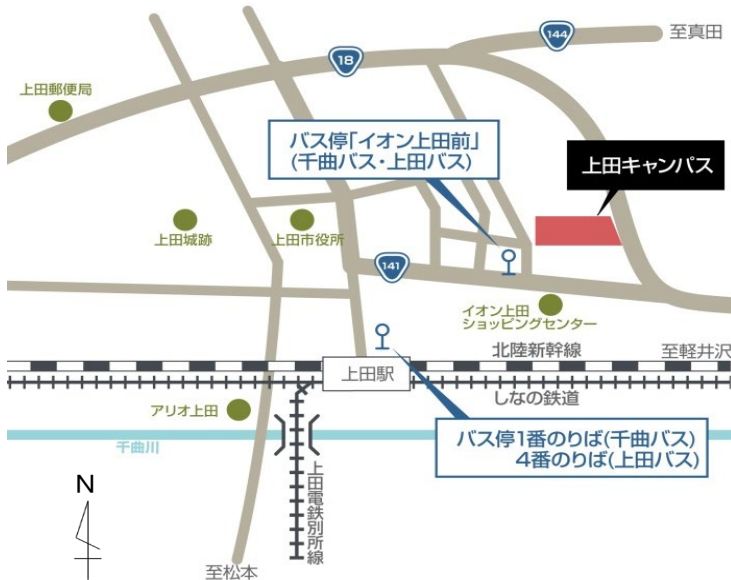 至真田
144
18
上田郵便局
バス停「イオン上田前」
(千曲バス・上田バス)
上田キャンパス
上田城跡
上田市役所
141
イオン上田
ショッピングセンター
北陸新幹線
至軽井沢
上田駅
しなの鉄道
アリオ上田
千曲川
バス停1番のりば(千曲バス)
4番のりば(上田バス)
上田電鉄別所線
N
至松本